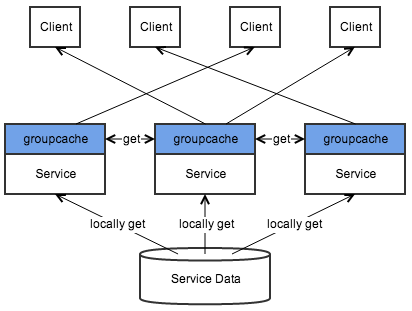 Client
Client
Client
Client
groupcache
get
groupcache
get
groupcache
Service
Service
Service
locally get
locally get
locally get
Service Data